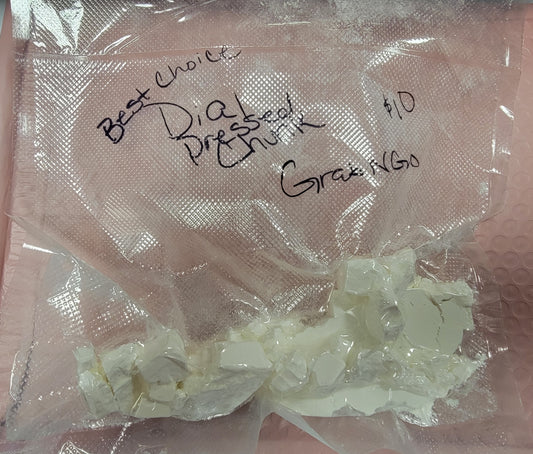 Best Choice
Dial
pressed
Chunk
$10
Grab N GO